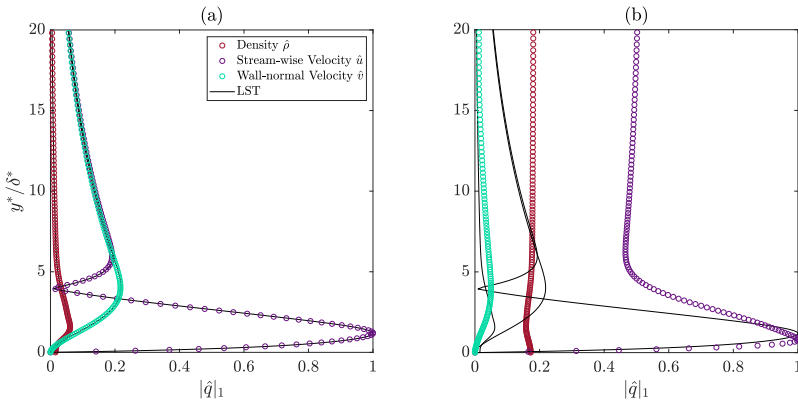 (a)
(b)
20
15
10
5
0
y*/δ*
Density ρ̂
Stream-wise Velocity û
Wall-normal Velocity v̂
LST
0 0.2 0.4 0.6 0.8 1
|q̂|₁
20
15
10
5
0
0 0.2 0.4 0.6 0.8 1
|q̂|₁